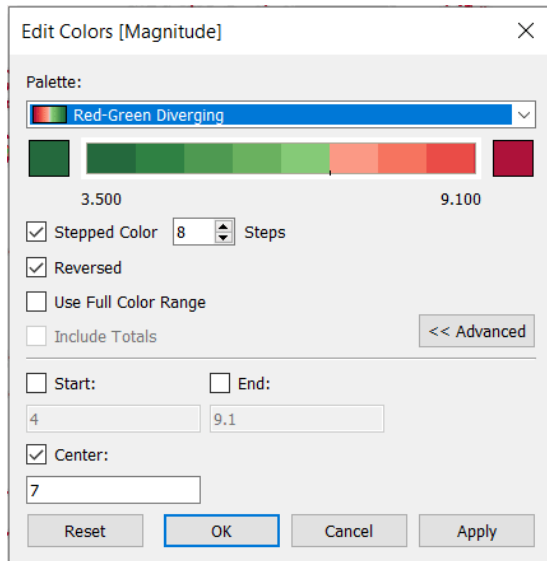 Edit Colors [Magnitude]
Palette:
Red-Green Diverging
3.500 9.100
Stepped Color 8 Steps
Reversed
Use Full Color Range
Include Totals << Advanced
Start: End:
4 9.1
Center:
7
Reset OK Cancel Apply